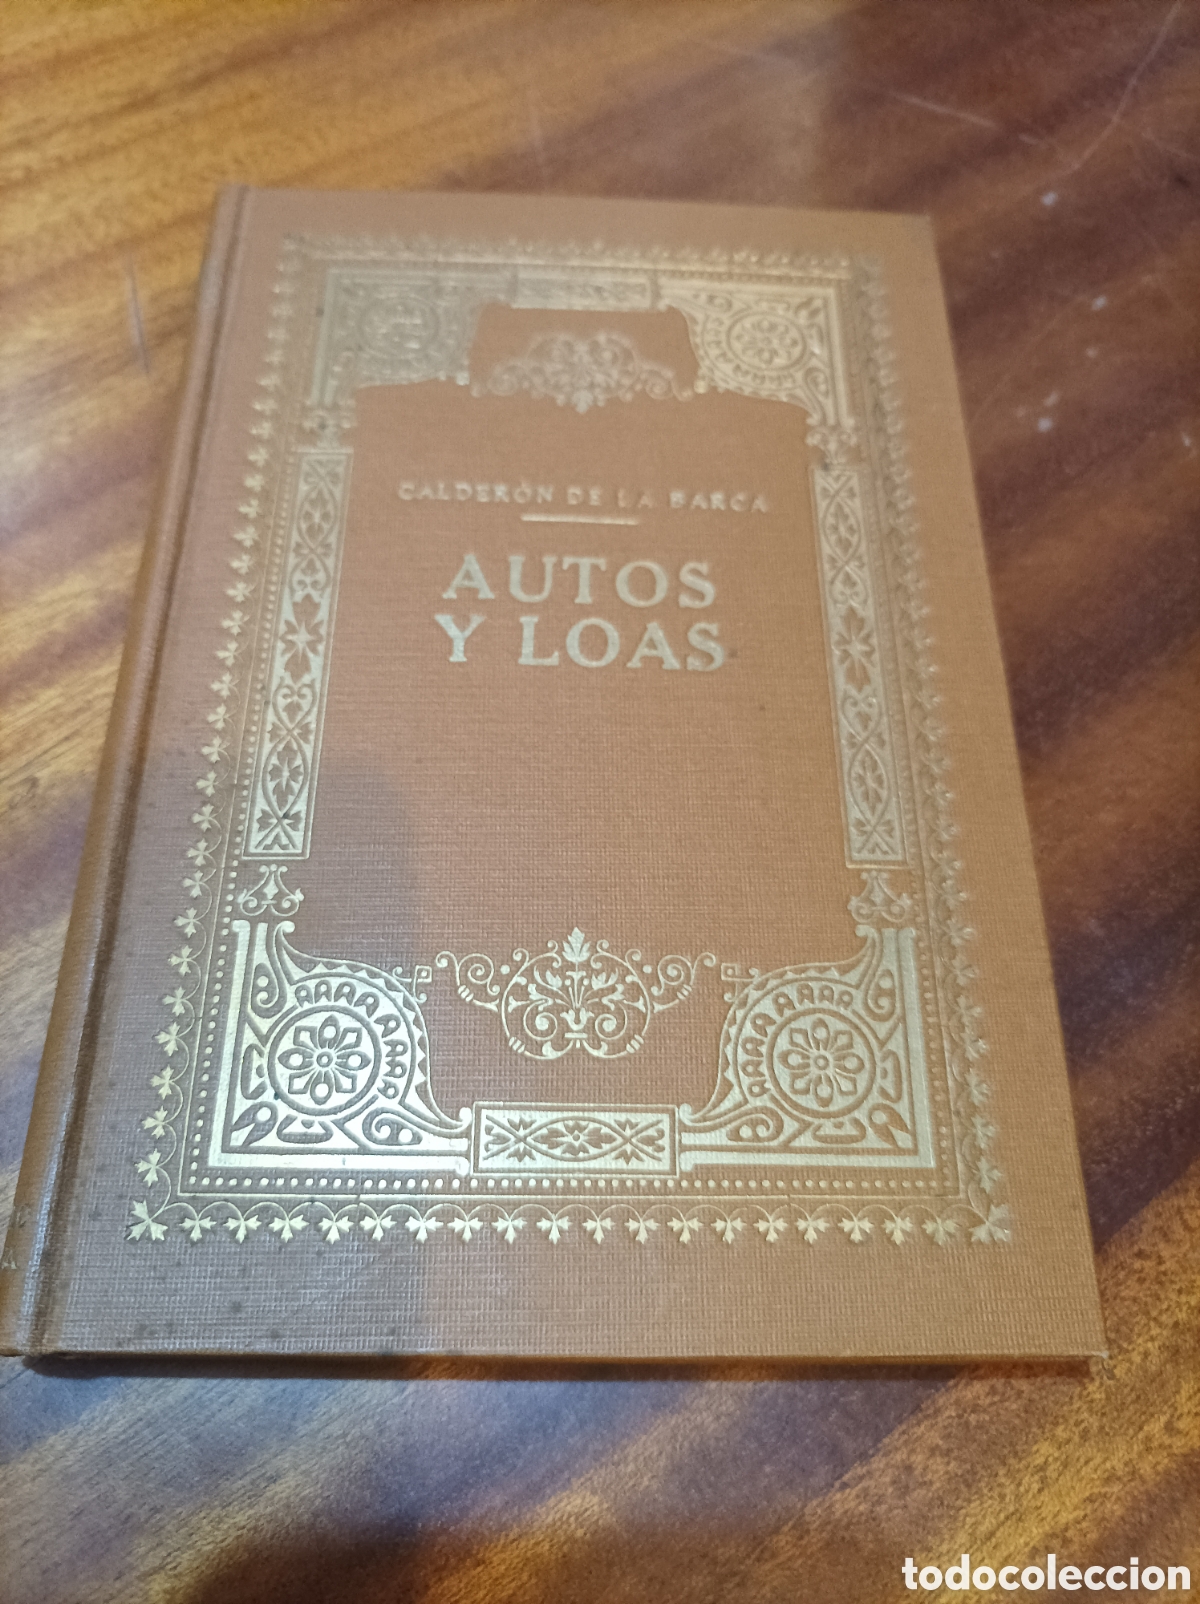 CALDERÓN DE LA BARCA
AUTOS
Y LOAS
todocoleccion